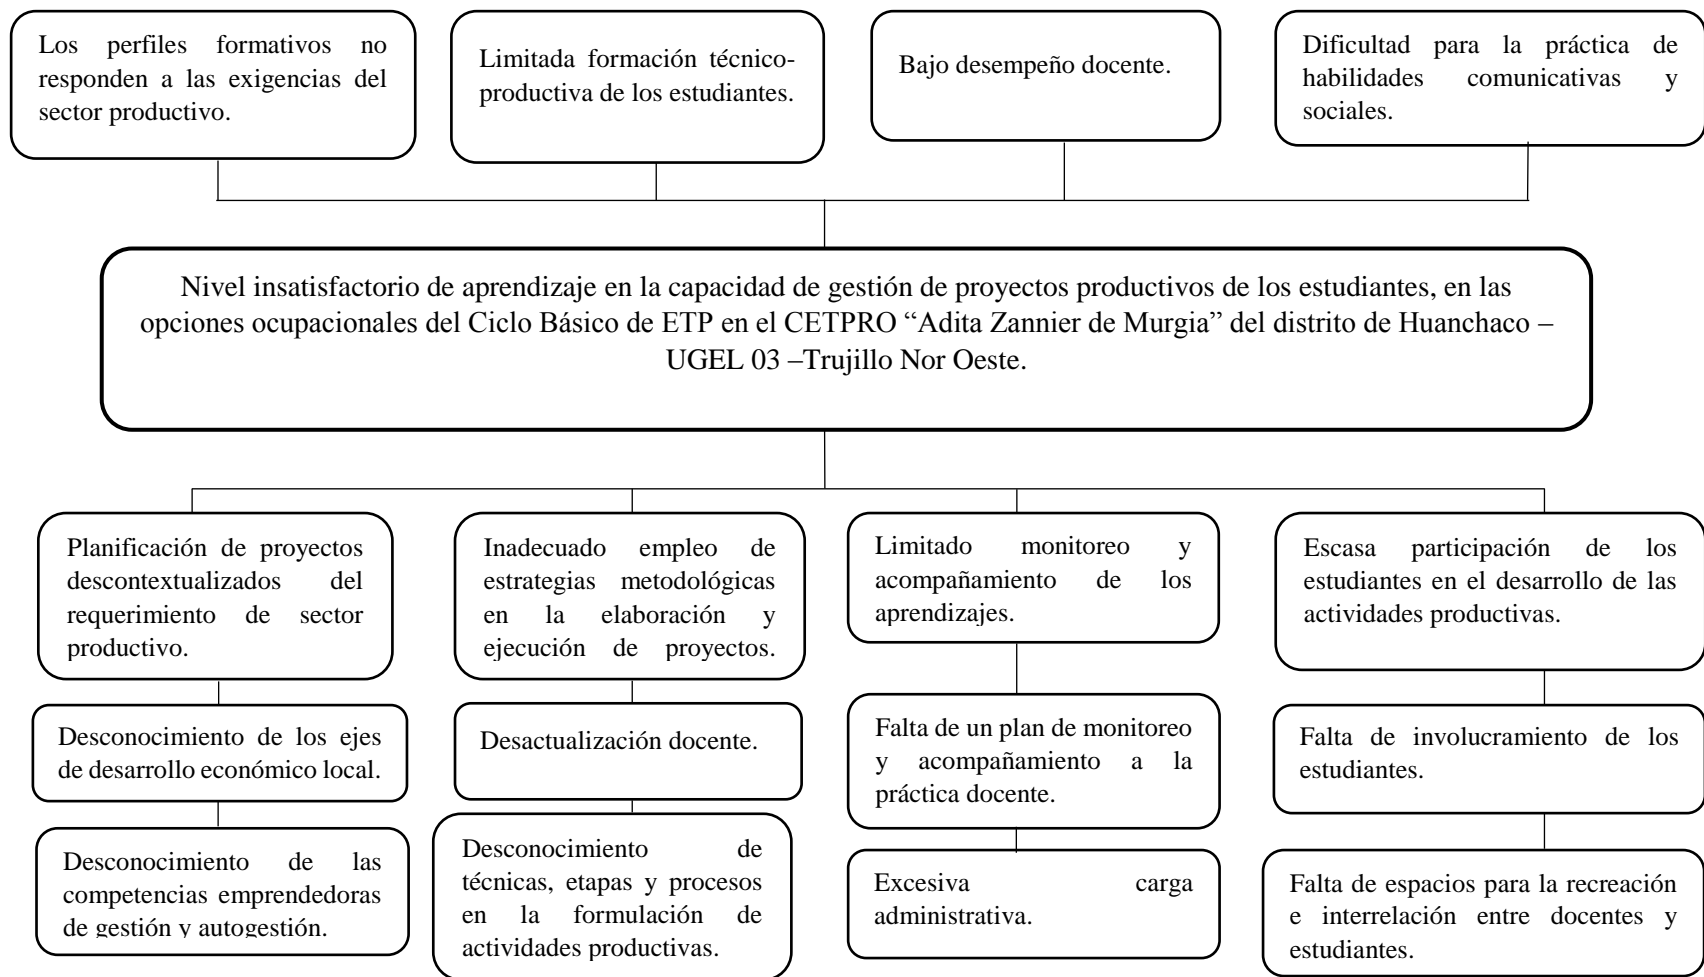 Los perfiles formativos no
responden a las exigencias del
sector productivo.
Limitada formación técnico-
productiva de los estudiantes.
Bajo desempeño docente.
Dificultad para la práctica de
habilidades comunicativas y
sociales.
Nivel insatisfactorio de aprendizaje en la capacidad de gestión de proyectos productivos de los estudiantes, en las
opciones ocupacionales del Ciclo Básico de ETP en el CETPRO “Adita Zannier de Murgia” del distrito de Huanchaco –
UGEL 03 –Trujillo Nor Oeste.
Planificación de proyectos
descontextualizados del
requerimiento de sector
productivo.
Inadecuado empleo de
estrategias metodológicas
en la elaboración y
ejecución de proyectos.
Limitado monitoreo y
acompañamiento de los
aprendizajes.
Escasa participación de los
estudiantes en el desarrollo de las
actividades productivas.
Desconocimiento de los ejes
de desarrollo económico local.
Desactualización docente.
Falta de un plan de monitoreo
y acompañamiento a la
práctica docente.
Falta de involucramiento de los
estudiantes.
Desconocimiento de las
competencias emprendedoras
de gestión y autogestión.
Desconocimiento de
técnicas, etapas y procesos
en la formulación de
actividades productivas.
Excesiva carga
administrativa.
Falta de espacios para la recreación
e interrelación entre docentes y
estudiantes.